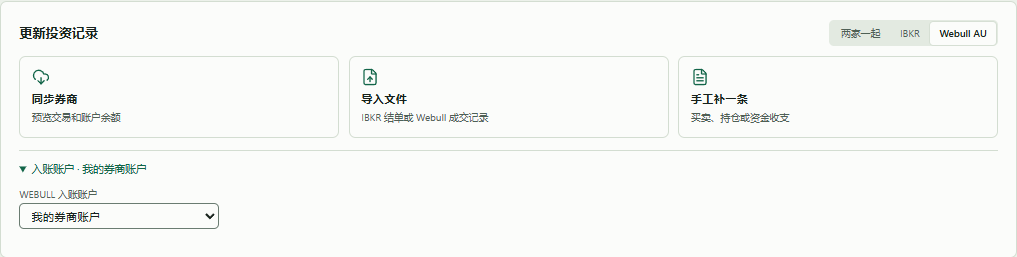 更新投资记录
两家一起 IBKR Webull AU
同步券商
预览交易和账户余额
导入文件
IBKR 结单或 Webull 成交记录
手工补一条
买卖、持仓或资金收支
▼ 入账账户 · 我的券商账户
WEBULL 入账账户
我的券商账户